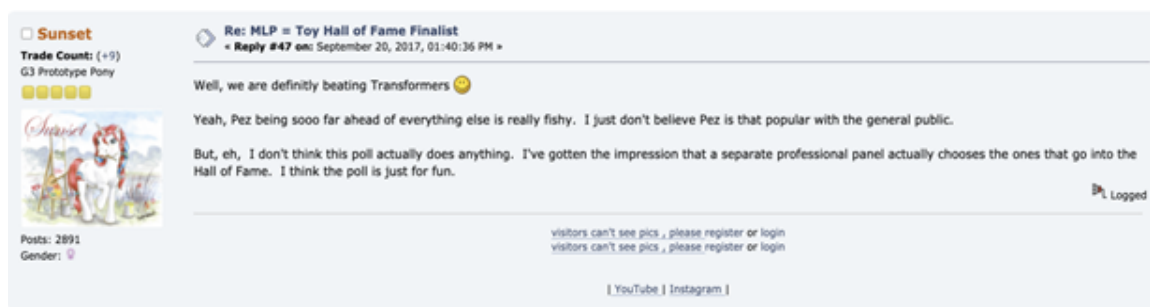 Sunset
Trade Count: (+9)
G3 Prototype Pony
Sunset
Posts: 2891
Gender:
Re: MLP = Toy Hall of Fame Finalist
« Reply #47 on: September 20, 2017, 01:40:36 PM »
Well, we are definitly beating Transformers
Yeah, Pez being sooo far ahead of everything else is really fishy.  I just don't believe Pez is that popular with the general public.
But, eh,  I don't think this poll actually does anything.  I've gotten the impression that a separate professional panel actually chooses the ones that go into the
Hall of Fame.  I think the poll is just for fun.
Logged
visitors can't see pics , please register or login
visitors can't see pics , please register or login
| YouTube | Instagram |